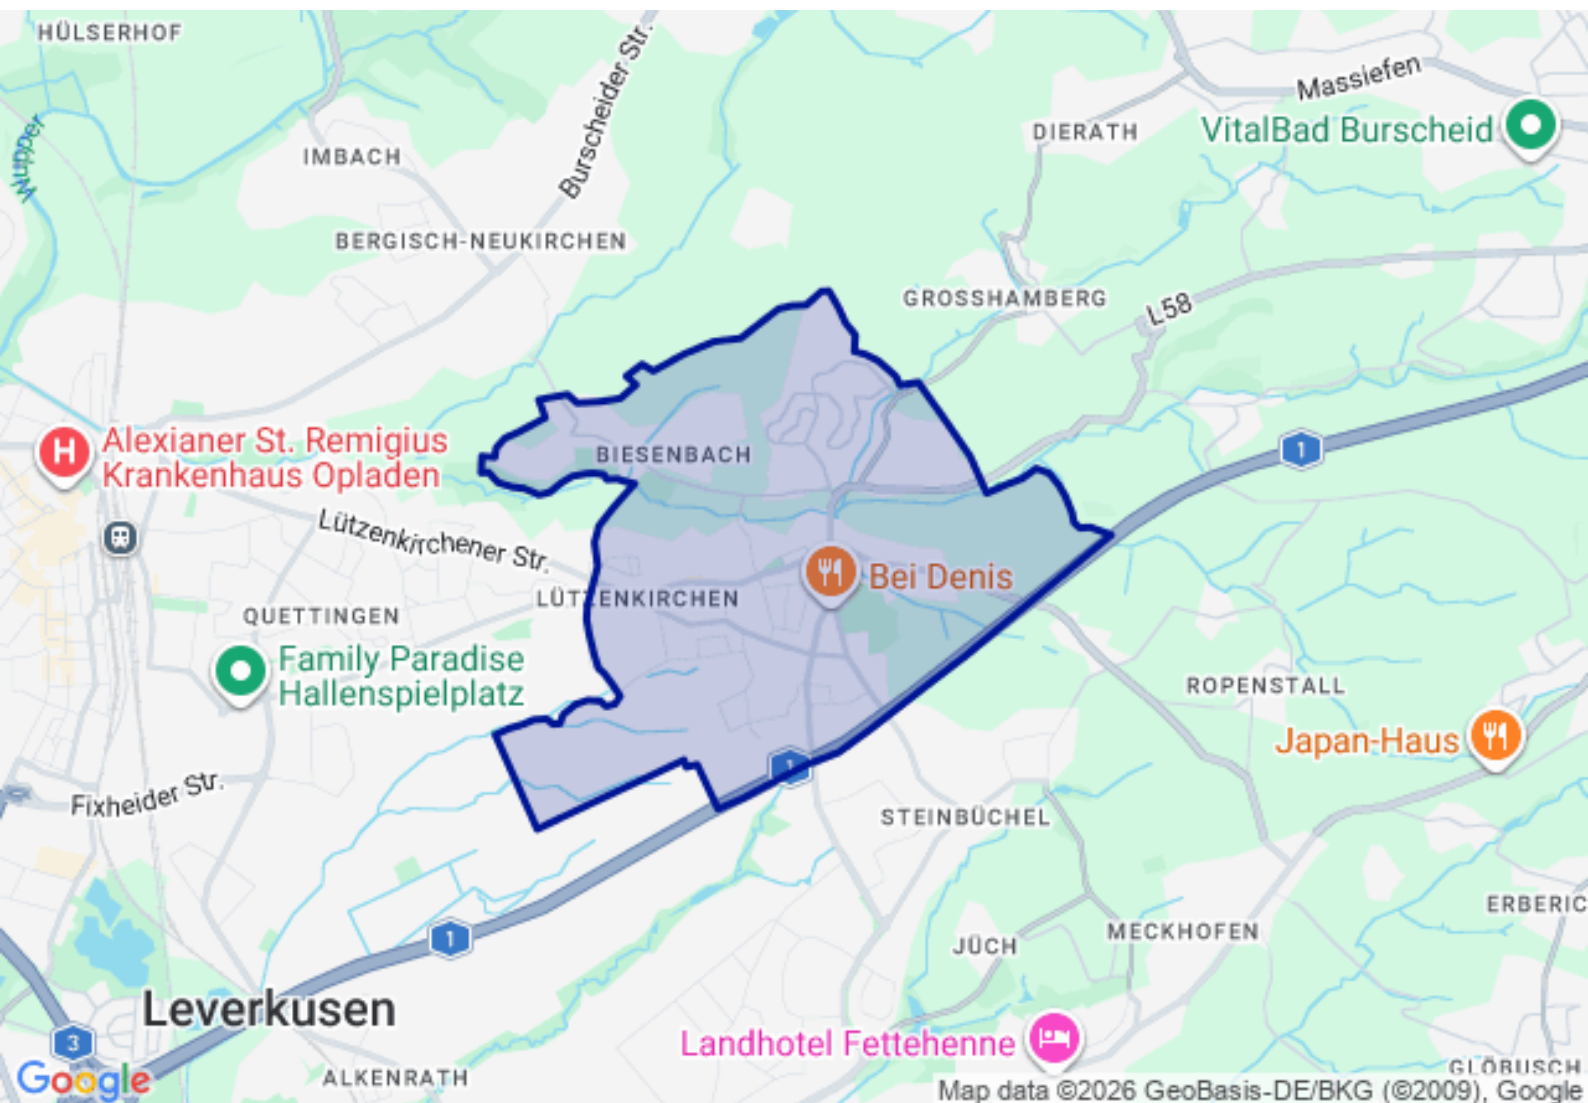 HÜLSERHOF
Burscheider Str.
Massiefen
VitalBad Burscheid
DIERATH
Wupper
IMBACH
BERGISCH-NEUKIRCHEN
GROSSHAMBERG
L58
Alexianer St. Remigius
Krankenhaus Opladen
H
BIESENBACH
1
Lützenkirchener Str.
Bei Denis
LÜTZENKIRCHEN
QUETTINGEN
Family Paradise
Hallenspielplatz
ROPENSTALL
Japan-Haus
1
Fixheider Str.
STEINBÜCHEL
ERBERIC
MECKHOFEN
1
JÜCH
Leverkusen
3
Landhotel Fettehenne
GLÖBUSCH
Google
ALKENRATH
Map data ©2026 GeoBasis-DE/BKG (©2009), Google